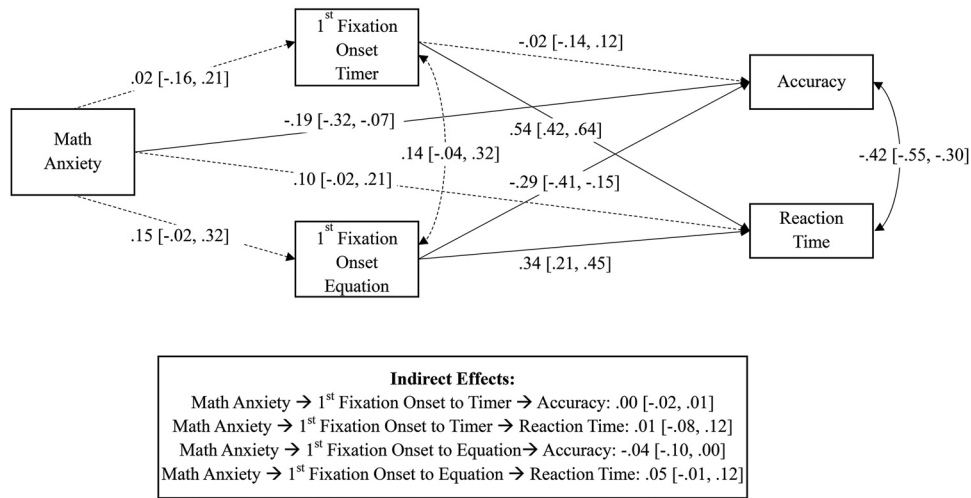 1st Fixation
Onset
Timer
-.02 [-.14, .12]
.02 [-.16, .21]
Accuracy
Math
Anxiety
-.19 [-.32, -.07]
.54 [.42, .64]
.14 [-.04, .32]
-.42 [-.55, -.30]
.10 [-.02, .21]
-.29 [-.41, -.15]
Reaction
Time
.15 [-.02, .32]
1st Fixation
Onset
Equation
.34 [.21, .45]
Indirect Effects:
Math Anxiety → 1st Fixation Onset to Timer → Accuracy: .00 [-.02, .01]
Math Anxiety → 1st Fixation Onset to Timer → Reaction Time: .01 [-.08, .12]
Math Anxiety → 1st Fixation Onset to Equation→ Accuracy: -.04 [-.10, .00]
Math Anxiety → 1st Fixation Onset to Equation → Reaction Time: .05 [-.01, .12]